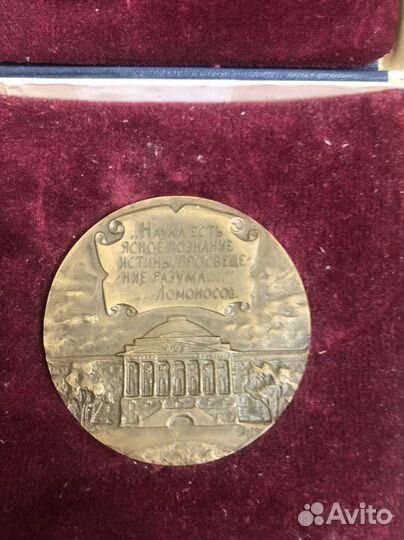 „НАУКА ЕСТЬ
ЯСНОЕ ПОЗНАНИЕ
ИСТИНЫ, ПРОСВЕЩЕ-
НИЕ РАЗУМА...."
ЛОМОНОСОВ
Avito